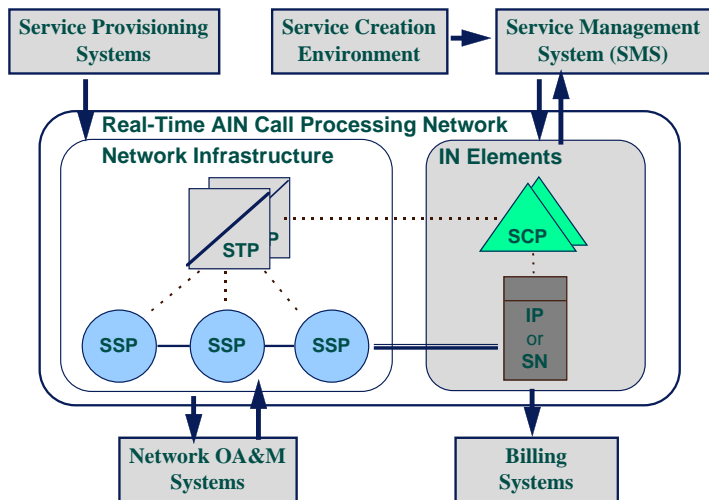 Service Provisioning
Systems
Service Creation
Environment
Service Management
System (SMS)
Real-Time AIN Call Processing Network
Network Infrastructure
IN Elements
STP
P
SCP
SSP
SSP
SSP
IP
or
SN
Network OA&M
Systems
Billing
Systems